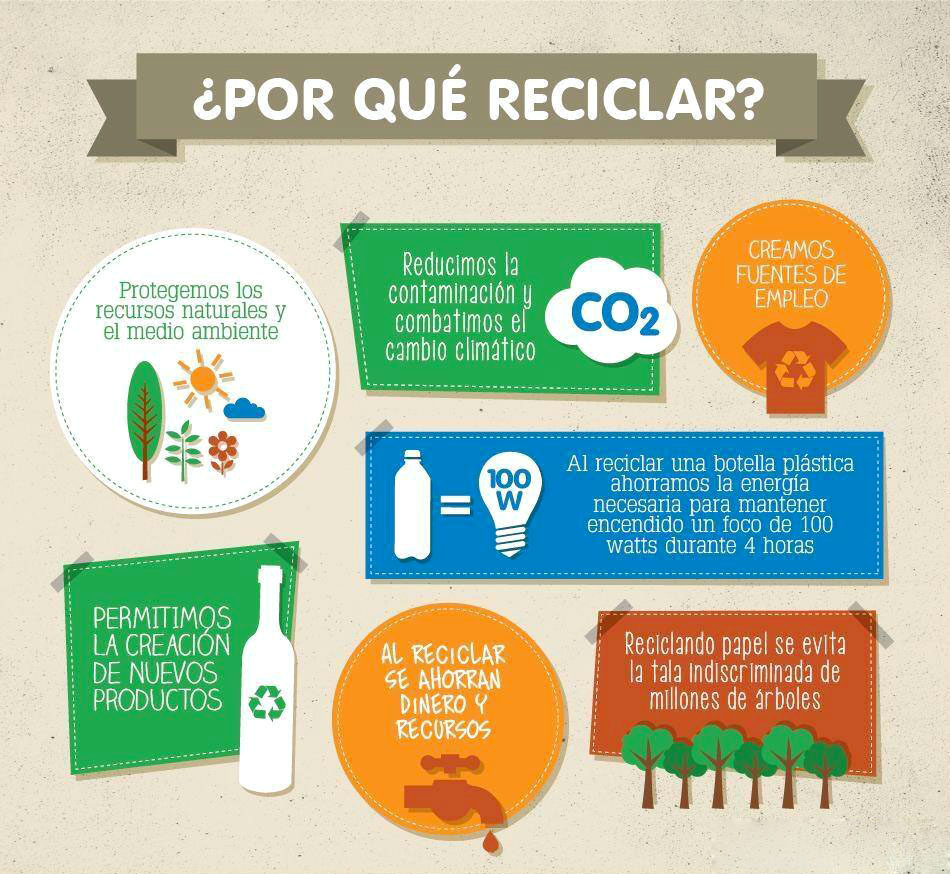 ¿POR QUÉ RECICLAR?
Protegemos los
recursos naturales y
el medio ambiente
Reducimos la
contaminación y
combatimos el
cambio climático
CO2
CREAMOS
FUENTES DE
EMPLEO
100
W
=
Al reciclar una botella plástica
ahorramos la energía
necesaria para mantener
encendido un foco de 100
watts durante 4 horas
PERMITIMOS
LA CREACIÓN
DE NUEVOS
PRODUCTOS
AL RECICLAR
SE AHORRAN
DINERO Y
RECURSOS
Reciclando papel se evita
la tala indiscriminada de
millones de árboles